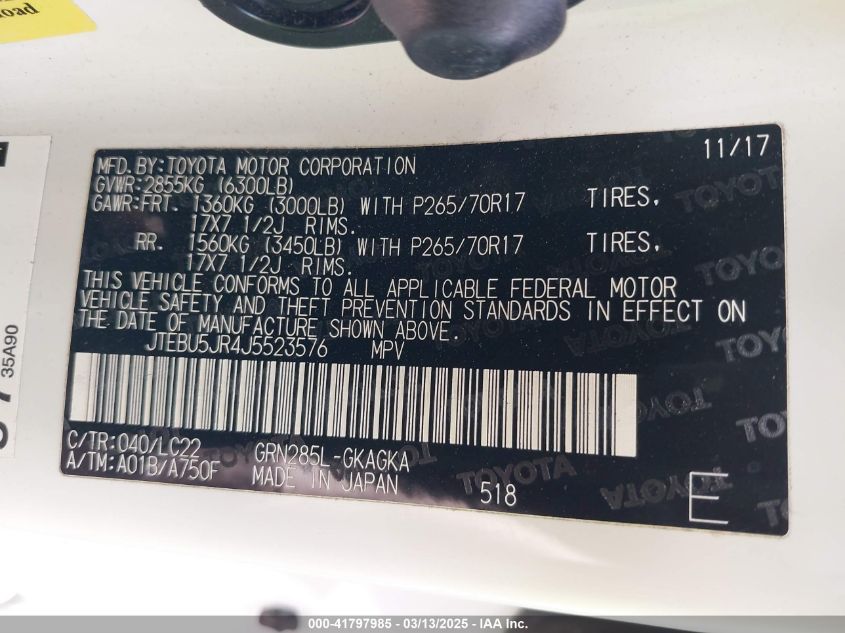 oad
11/17
MFD. BY: TOYOTA MOTOR CORPORATION
GVWR: 2855KG (6300LB)
GAWR: FRT. 1360KG (3000LB) WITH P265/70R17 TIRES,
17X7 1/2J RIMS.
RR. 1560KG (3450LB) WITH P265/70R17 TIRES,
17X7 1/2J RIMS.
THIS VEHICLE CONFORMS TO ALL APPLICABLE FEDERAL MOTOR
VEHICLE SAFETY AND THEFT PREVENTION STANDARDS IN EFFECT ON
THE DATE OF MANUFACTURE SHOWN ABOVE.
JTEBU5JR4J5523576 MPV
C/TR: 040/LC22 GRN285L-GKAGKA
A/TM: A01B/A750F MADE IN JAPAN 518 E
35A90
000-41797985 - 03/13/2025 - IAAI.COM - IAA INC.